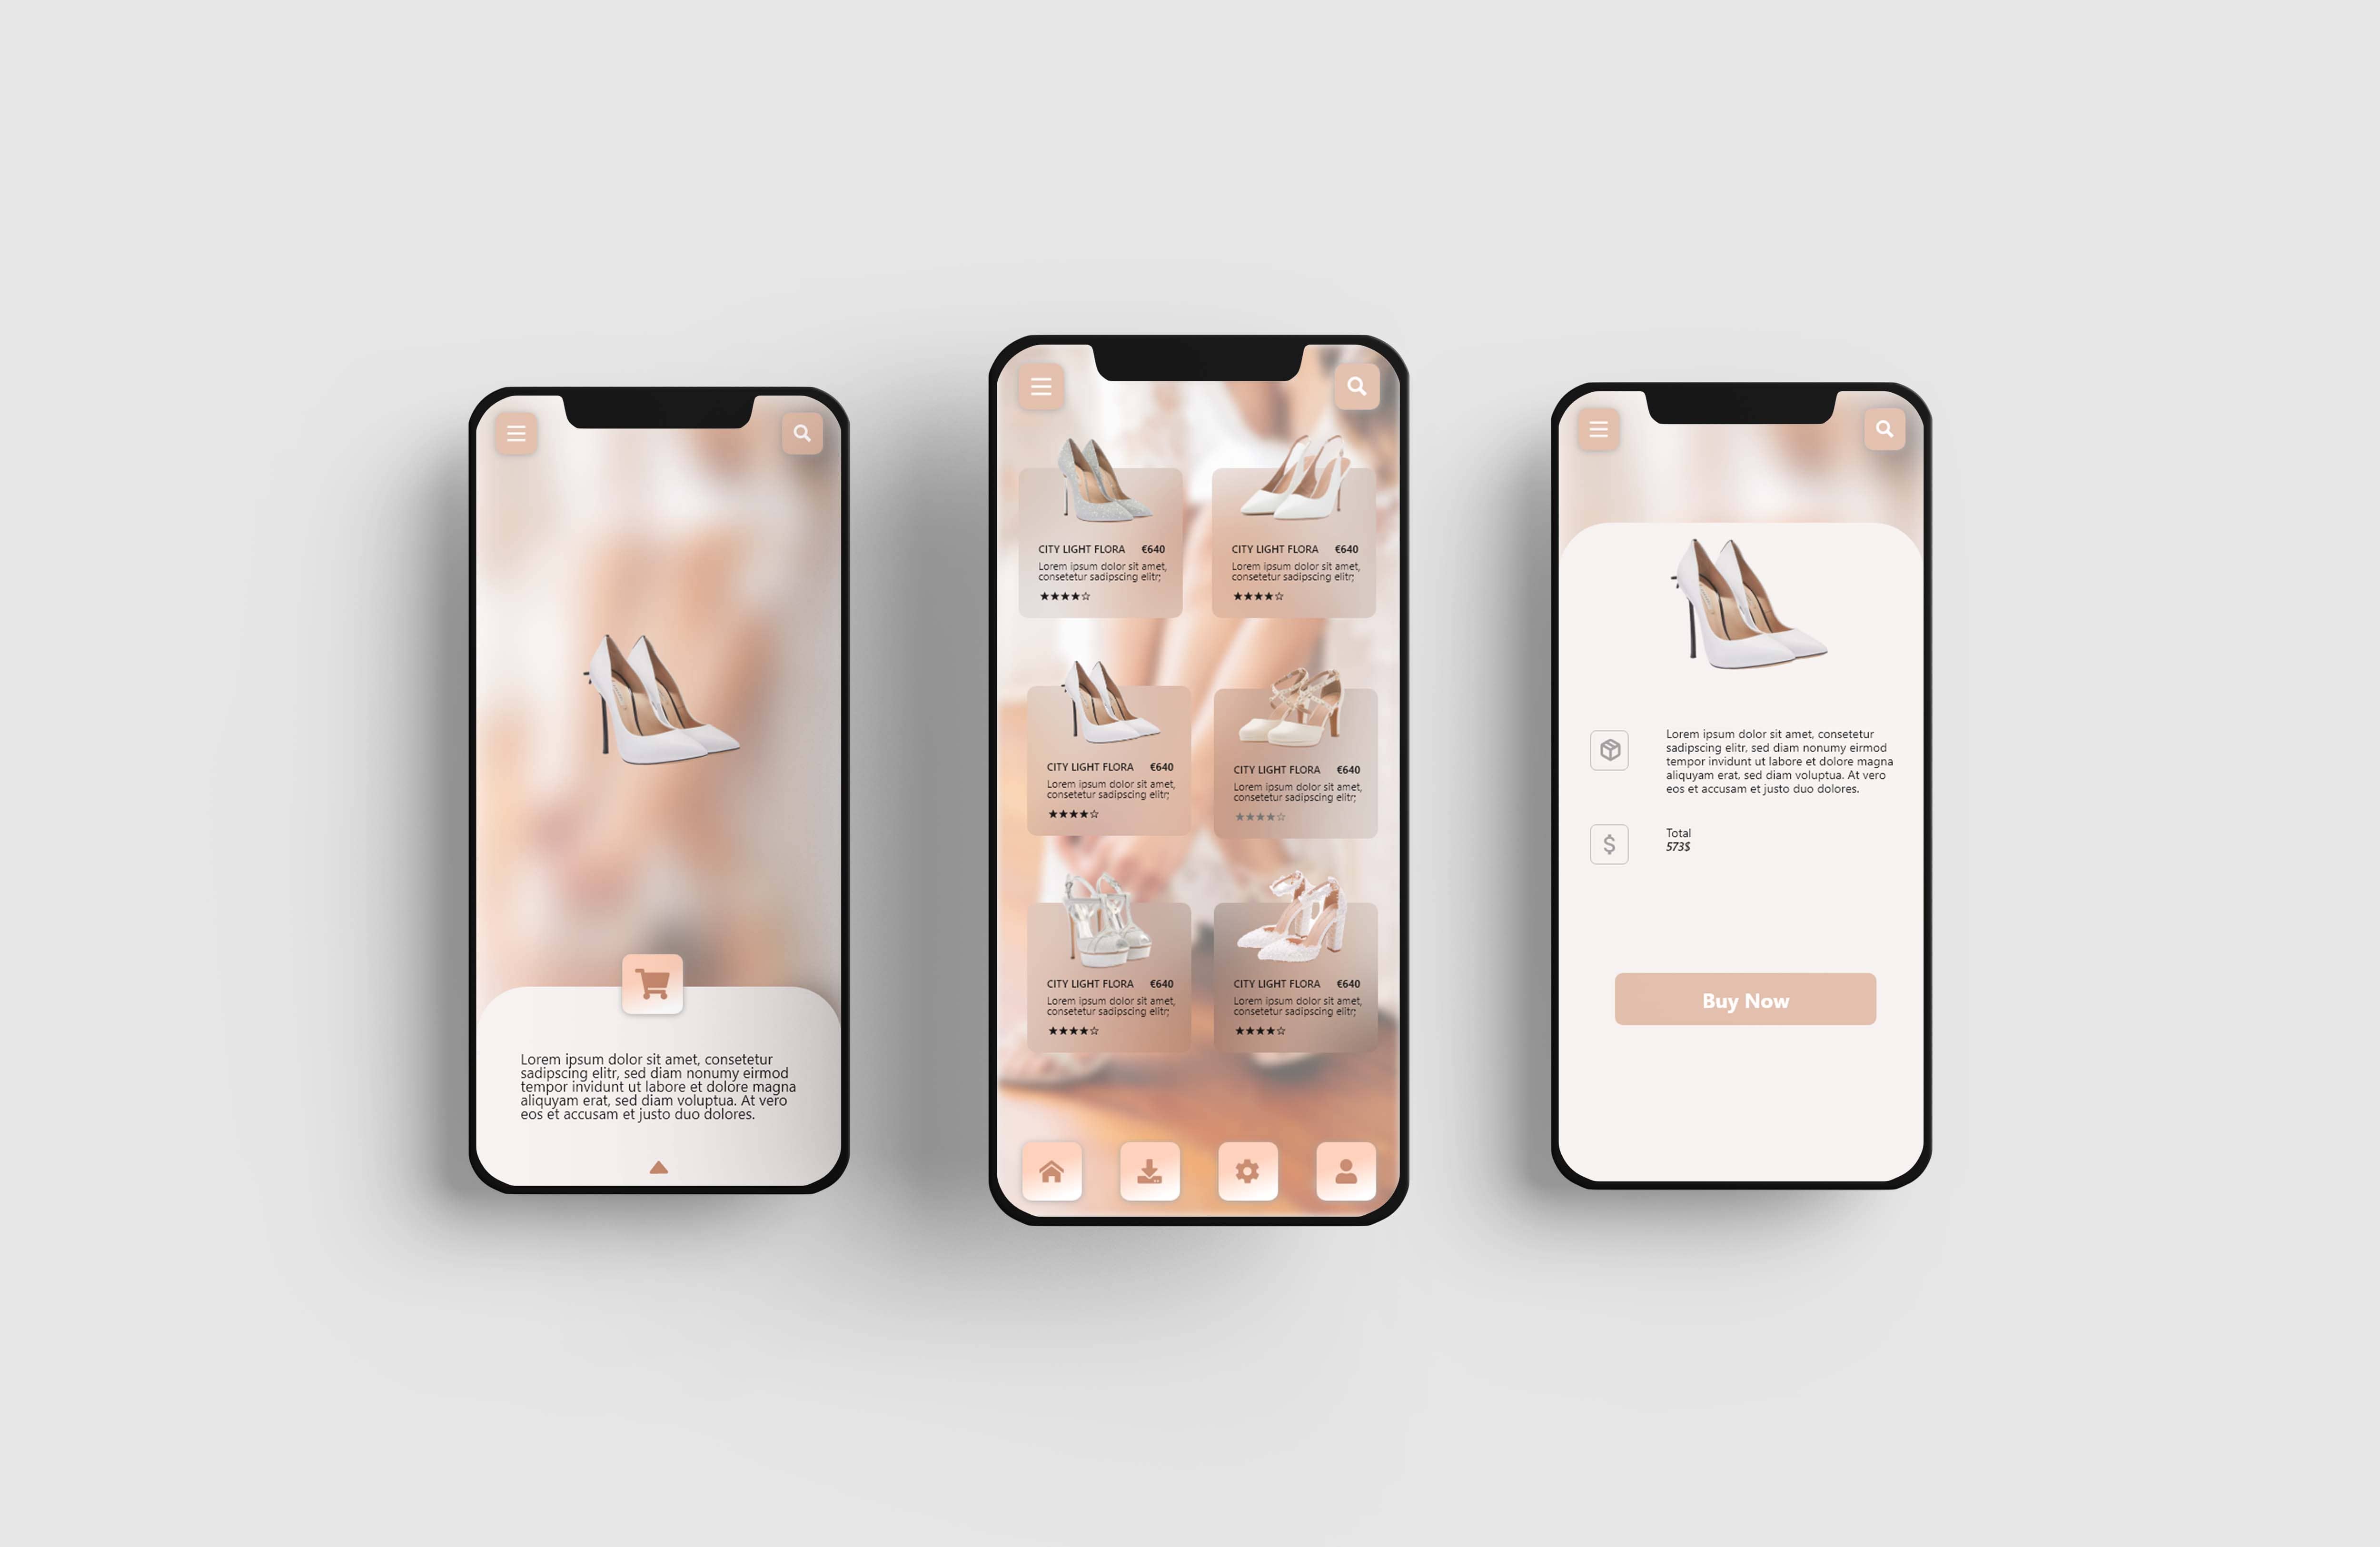 Lorem ipsum dolor sit amet, consetetur
sadipscing elitr, sed diam nonumy eirmod
tempor invidunt ut labore et dolore magna
aliquyam erat, sed diam voluptua. At vero
eos et accusam et justo duo dolores.
CITY LIGHT FLORA €640
Lorem ipsum dolor sit amet,
consetetur sadipscing elitr;
★★★★☆
CITY LIGHT FLORA €640
Lorem ipsum dolor sit amet,
consetetur sadipscing elitr;
★★★★☆
CITY LIGHT FLORA €640
Lorem ipsum dolor sit amet,
consetetur sadipscing elitr;
★★★★☆
CITY LIGHT FLORA €640
Lorem ipsum dolor sit amet,
consetetur sadipscing elitr;
★★★★☆
CITY LIGHT FLORA €640
Lorem ipsum dolor sit amet,
consetetur sadipscing elitr;
★★★★☆
CITY LIGHT FLORA €640
Lorem ipsum dolor sit amet,
consetetur sadipscing elitr;
★★★★☆
Lorem ipsum dolor sit amet, consetetur
sadipscing elitr, sed diam nonumy eirmod
tempor invidunt ut labore et dolore magna
aliquyam erat, sed diam voluptua. At vero
eos et accusam et justo duo dolores.
$
Total
573$
Buy Now